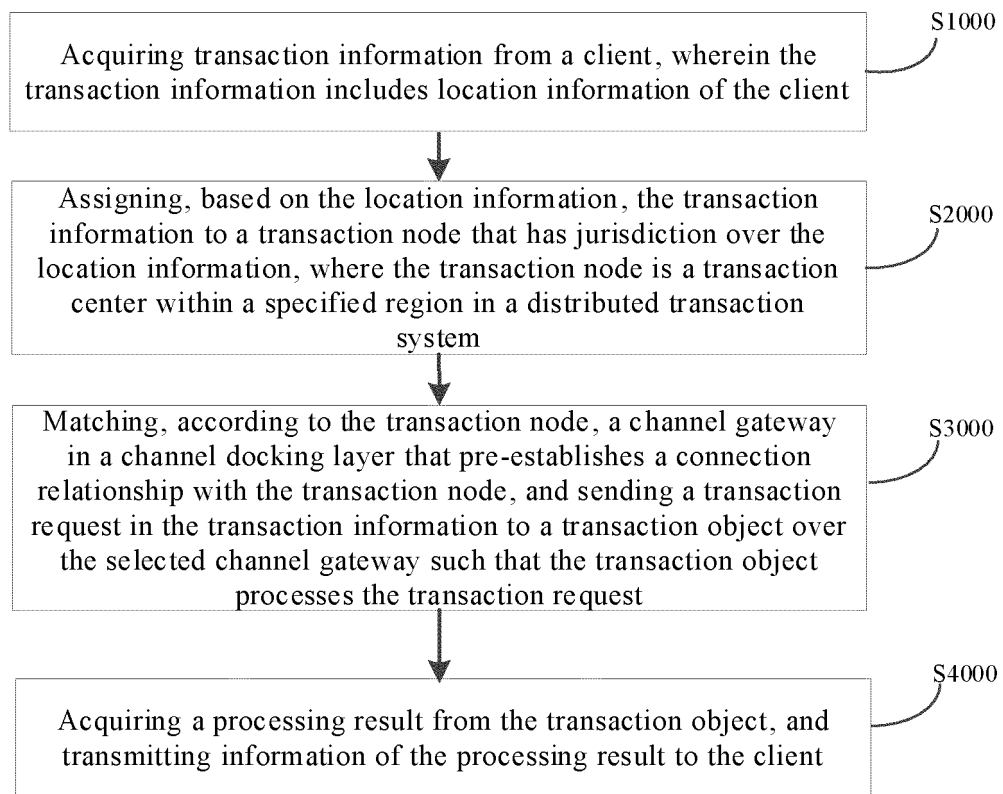 S1000
Acquiring transaction information from a client, wherein the
transaction information includes location information of the client
S2000
Assigning, based on the location information, the transaction
information to a transaction node that has jurisdiction over the
location information, where the transaction node is a transaction
center within a specified region in a distributed transaction
system
S3000
Matching, according to the transaction node, a channel gateway
in a channel docking layer that pre-establishes a connection
relationship with the transaction node, and sending a transaction
request in the transaction information to a transaction object over
the selected channel gateway such that the transaction object
processes the transaction request
S4000
Acquiring a processing result from the transaction object, and
transmitting information of the processing result to the client